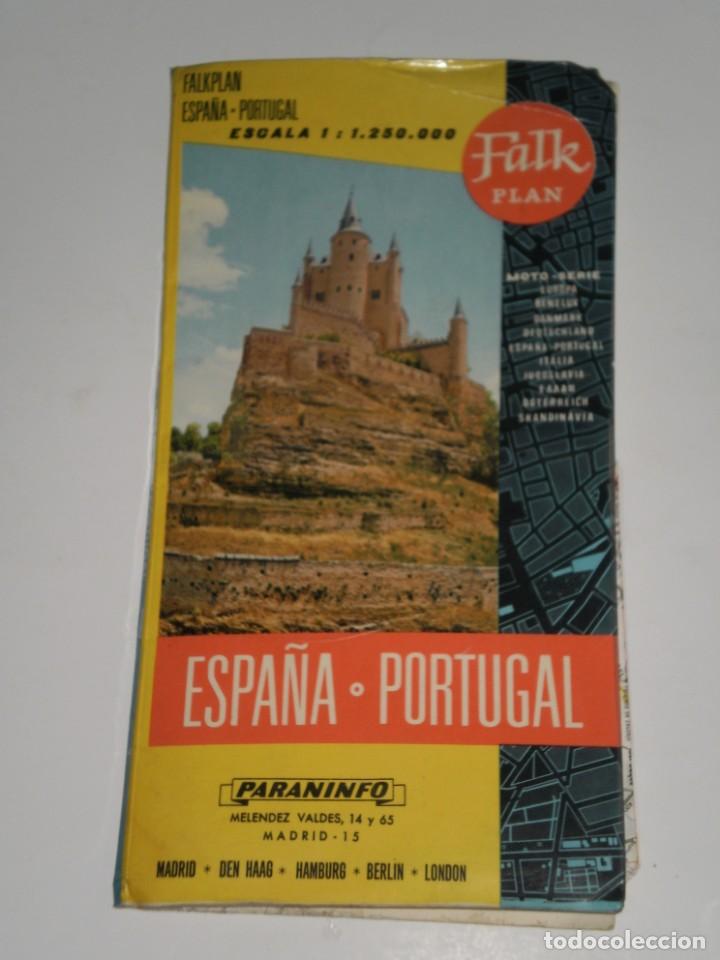 FALKPLAN
ESPAÑA - PORTUGAL
ESCALA 1 : 1.250.000
Falk
PLAN
MOTO-SERIE
EUROPA
BENELUX
DANMARK
DEUTSCHLAND
ESPAÑA-PORTUGAL
ITALIA
JUGOSLAVIA
ÖSTERREICH
SKANDINAVIA
ESPAÑA • PORTUGAL
PARANINFO
MELENDEZ VALDES, 14 y 65
MADRID - 15
MADRID * DEN HAAG * HAMBURG * BERLIN * LONDON
todocoleccion
todocoleccion.net